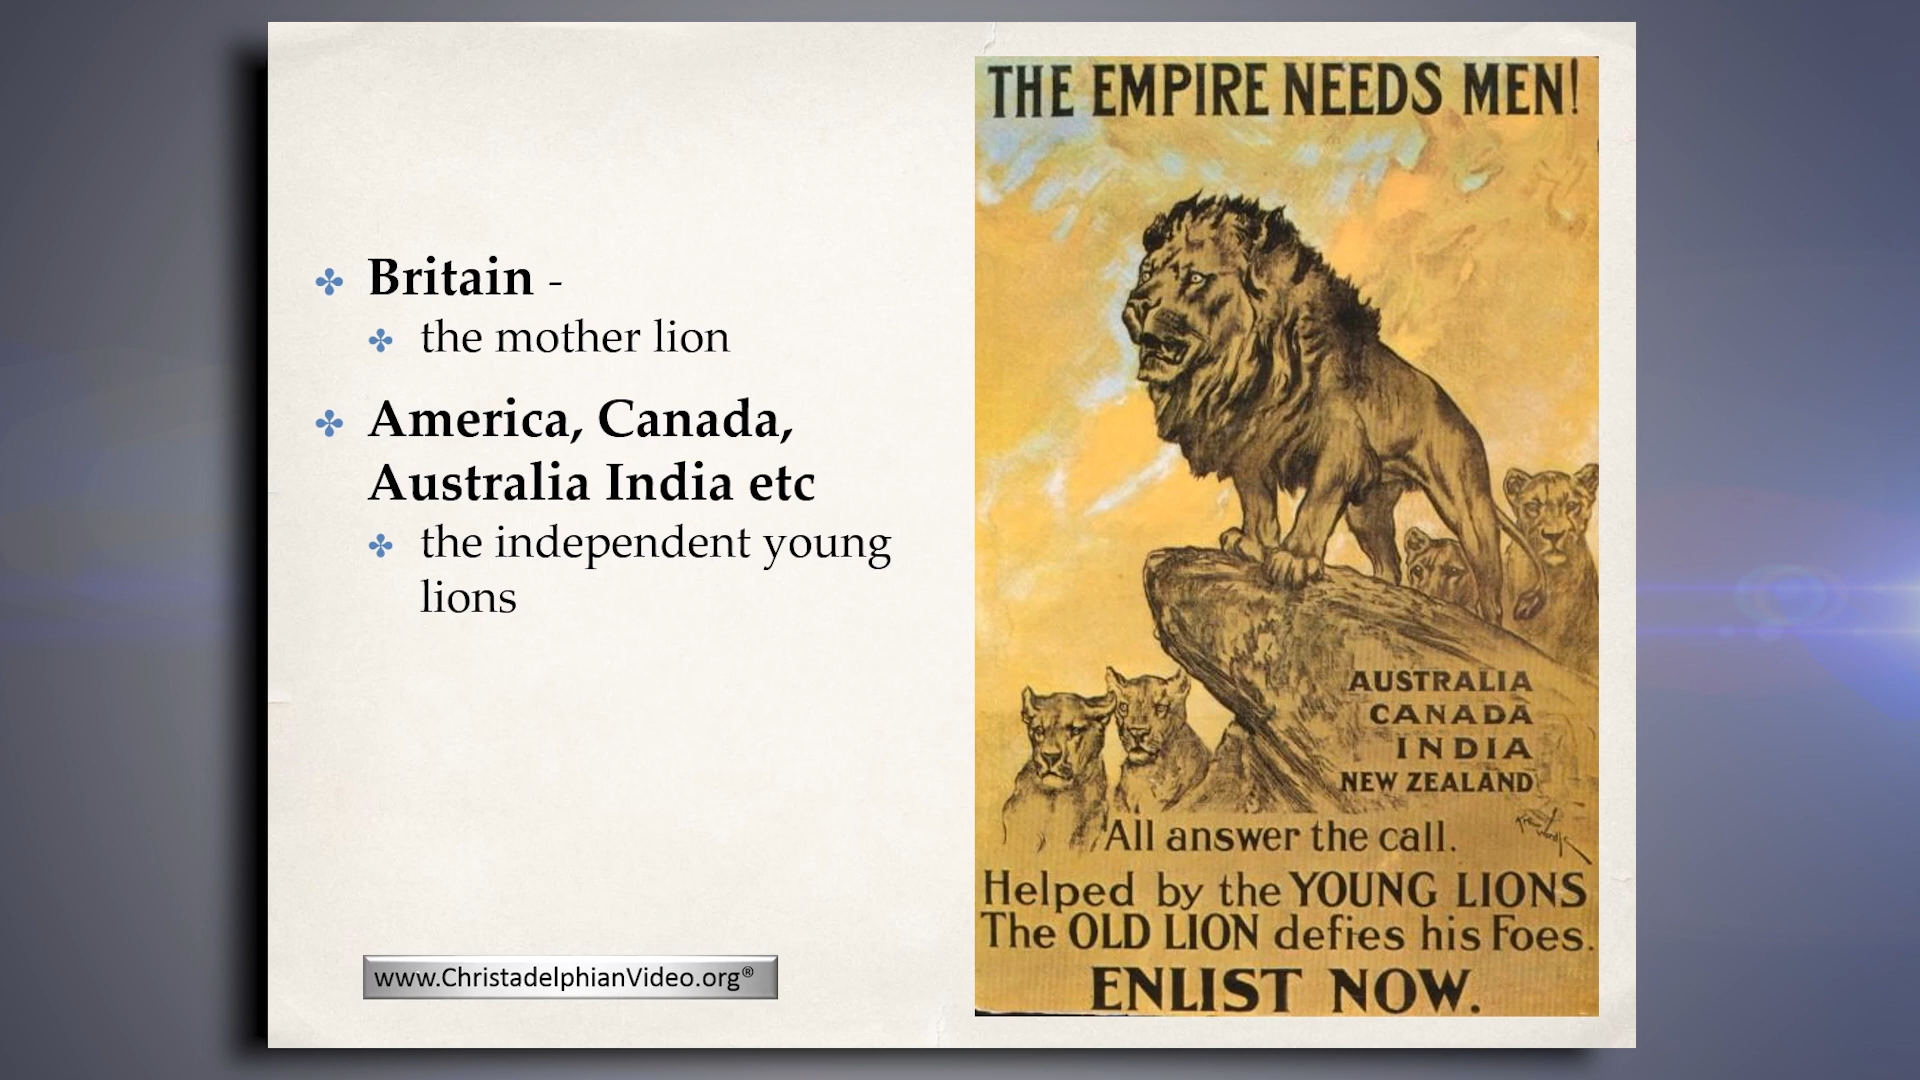 Britain -
the mother lion
America, Canada,
Australia India etc
the independent young
lions
www.ChristadelphianVideo.org®
THE EMPIRE NEEDS MEN!
AUSTRALIA
CANADA
INDIA
NEW ZEALAND
All answer the call.
Helped by the YOUNG LIONS
The OLD LION defies his Foes.
ENLIST NOW.